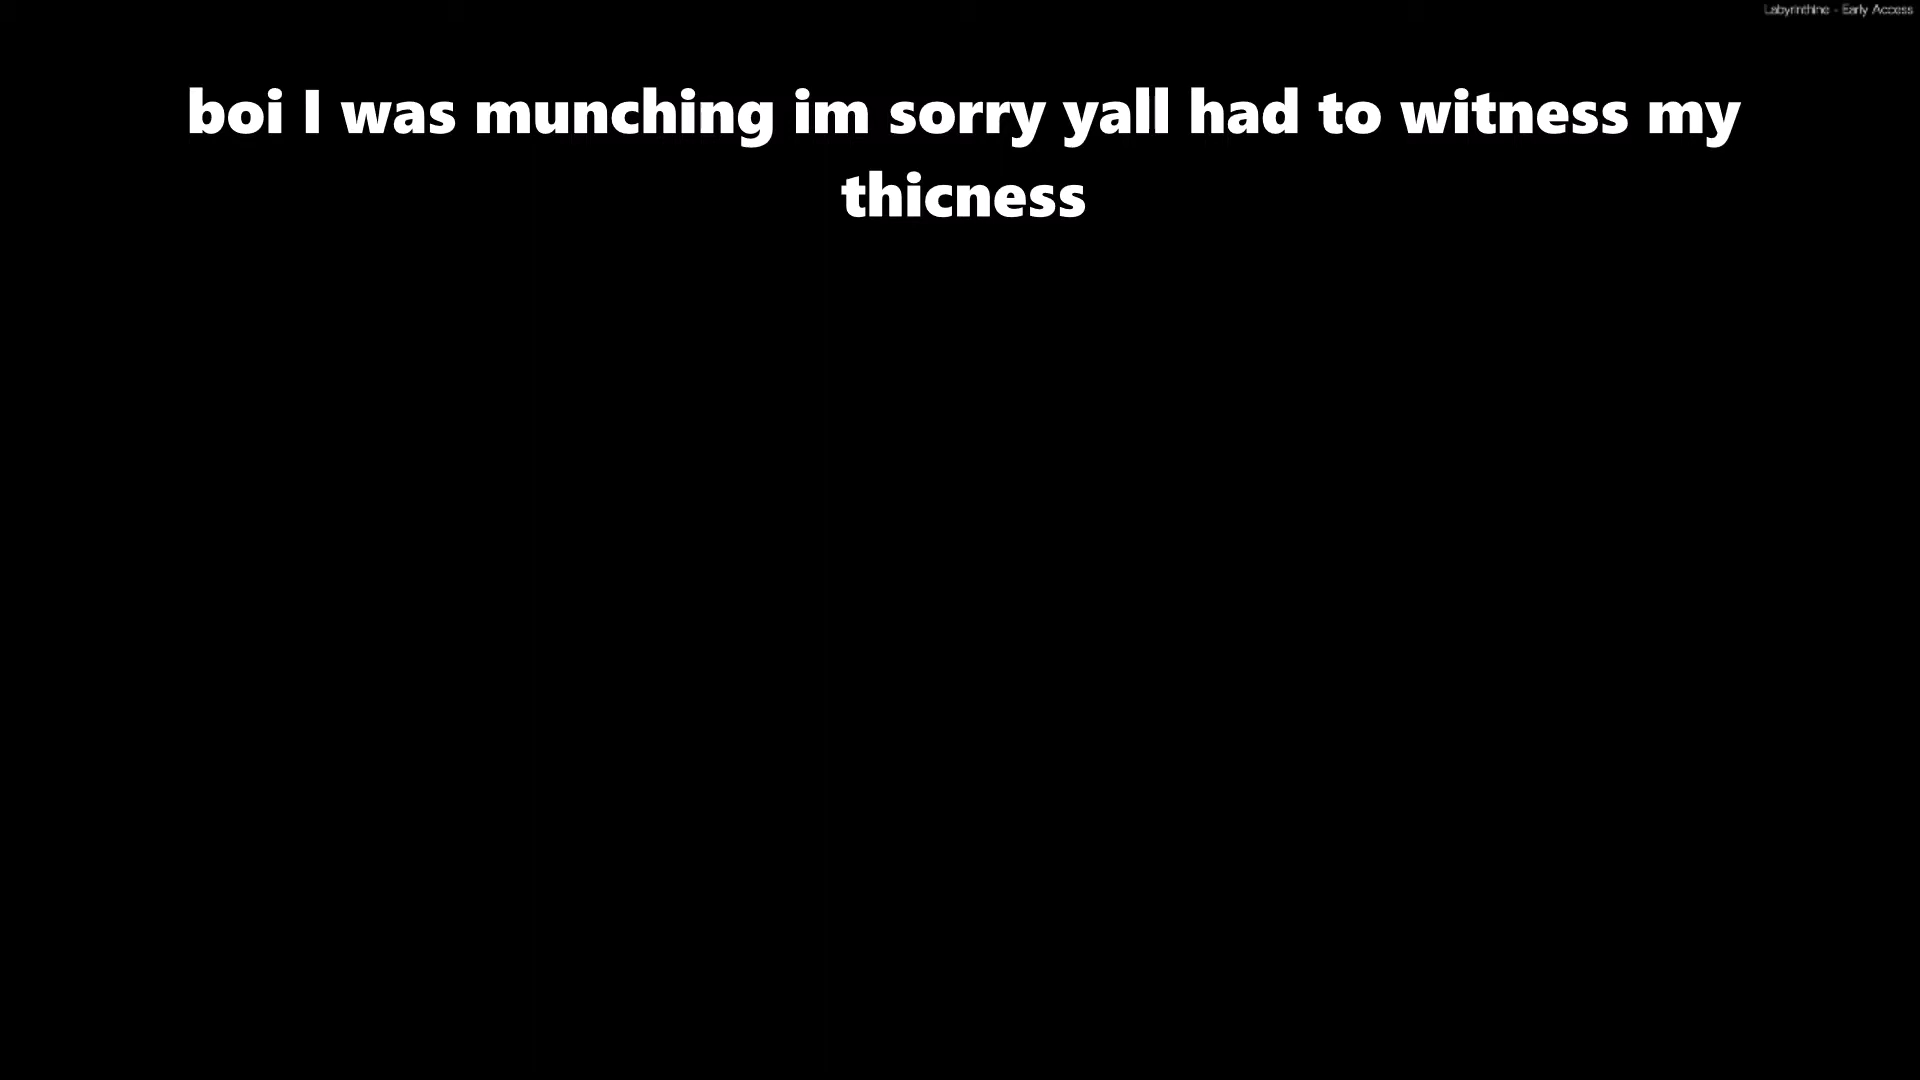 Labyrinthine - Early Access
boi I was munching im sorry yall had to witness my
thicness